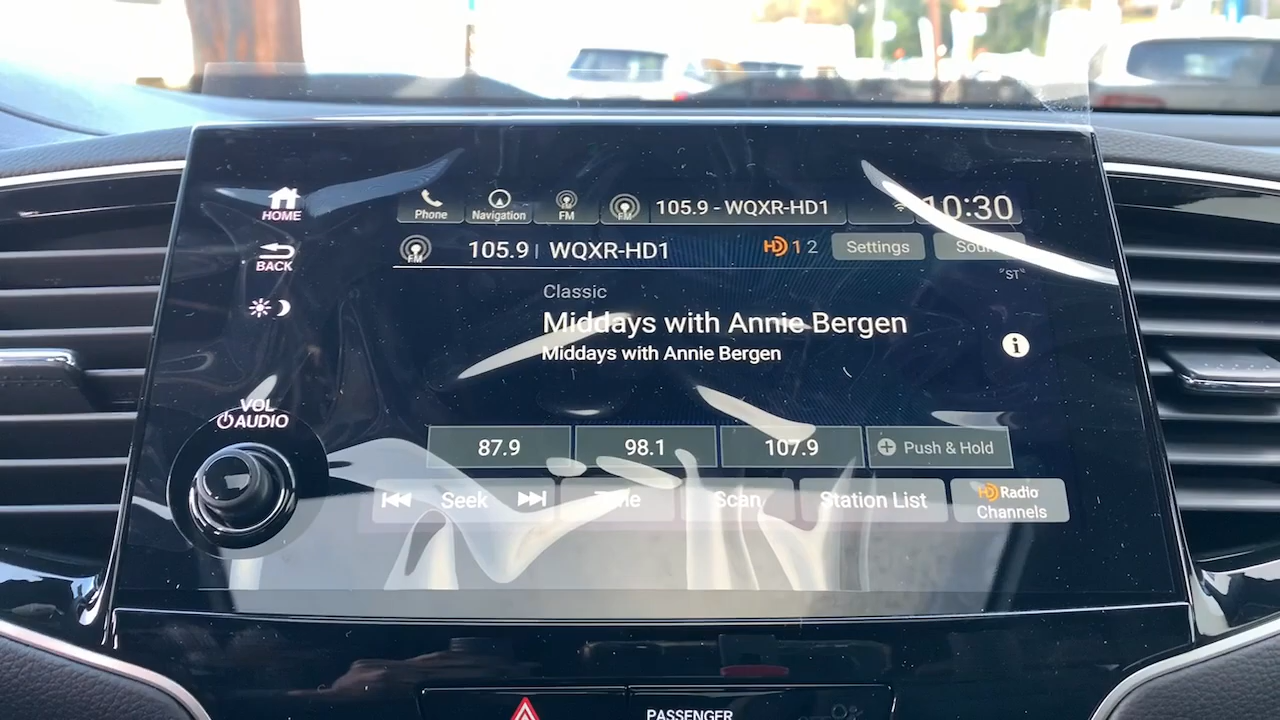 HOME
BACK
VOL
AUDIO
Phone
Navigation
FM
FM
105.9 - WQXR-HD1
10:30
FM
105.9 | WQXR-HD1
HD 1 2
Settings
"ST"
Classic
Middays with Annie Bergen
Middays with Annie Bergen
i
87.9
98.1
107.9
+ Push & Hold
Seek
Scan
Station List
HD Radio
Channels
PASSENGER